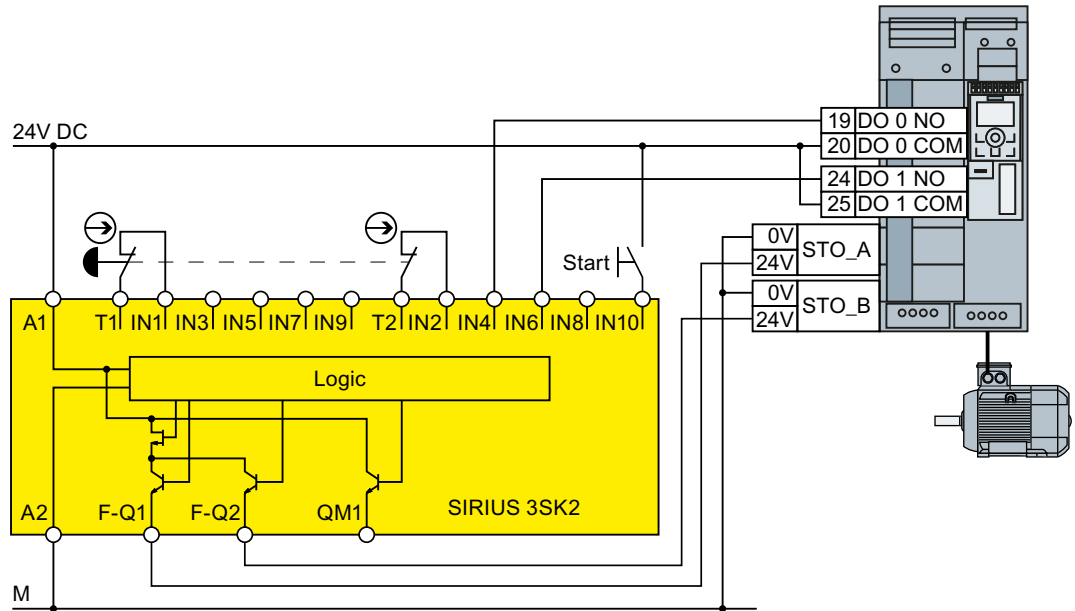 24V DC
19 DO 0 NO
20 DO 0 COM
24 DO 1 NO
25 DO 1 COM
0V
24V
STO_A
0V
24V
STO_B
Start
A1 T1 IN1 IN3 IN5 IN7 IN9 T2 IN2 IN4 IN6 IN8 IN10
Logic
A2 F-Q1 F-Q2 QM1 SIRIUS 3SK2
M